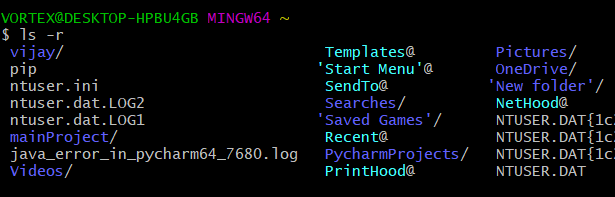 VORTEX@DESKTOP-HPBU4GB MINGW64 ~
$ ls -r
vijay/ Templates@ Pictures/
pip 'Start Menu'@ OneDrive/
ntuser.ini SendTo@ 'New folder'/
ntuser.dat.LOG2 Searches/ NetHood@
ntuser.dat.LOG1 'Saved Games'/ NTUSER.DAT{1c
mainProject/ Recent@ NTUSER.DAT{1c
java_error_in_pycharm64_7680.log PycharmProjects/ NTUSER.DAT{1c
Videos/ PrintHood@ NTUSER.DAT